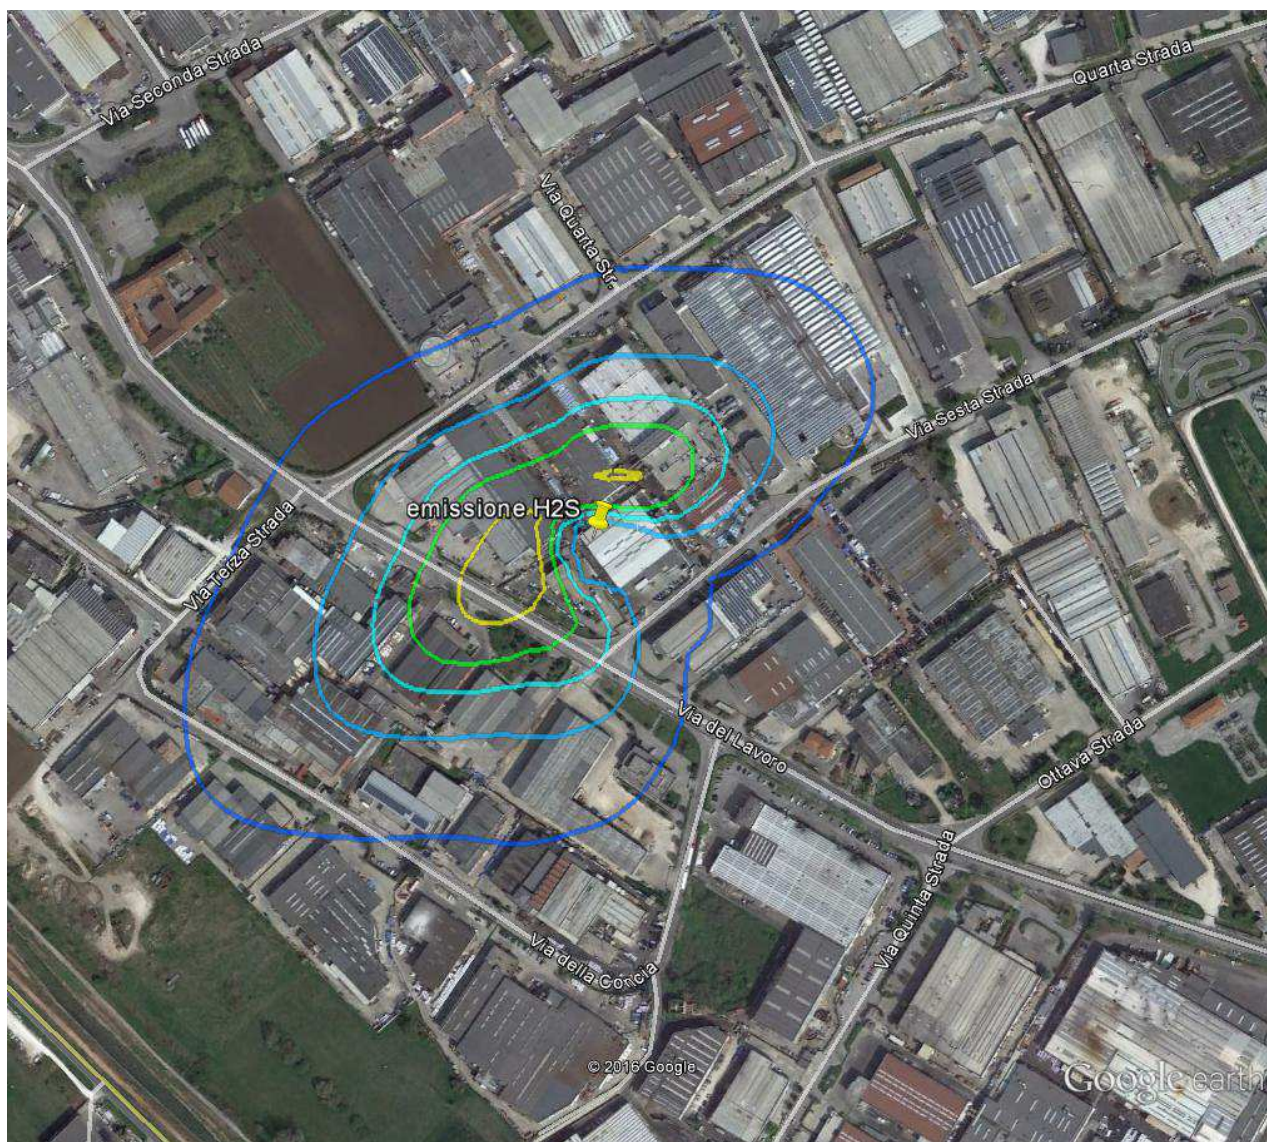 Via Seconda Strada
Quarta Strada
Via Quarta Str.
Via Sesta Strada
emissione H2S
Via Terza Strada
Via del Lavoro
Ottava Strada
Via Quinta Strada
Via della Concia
© 2016 Google
Google earth